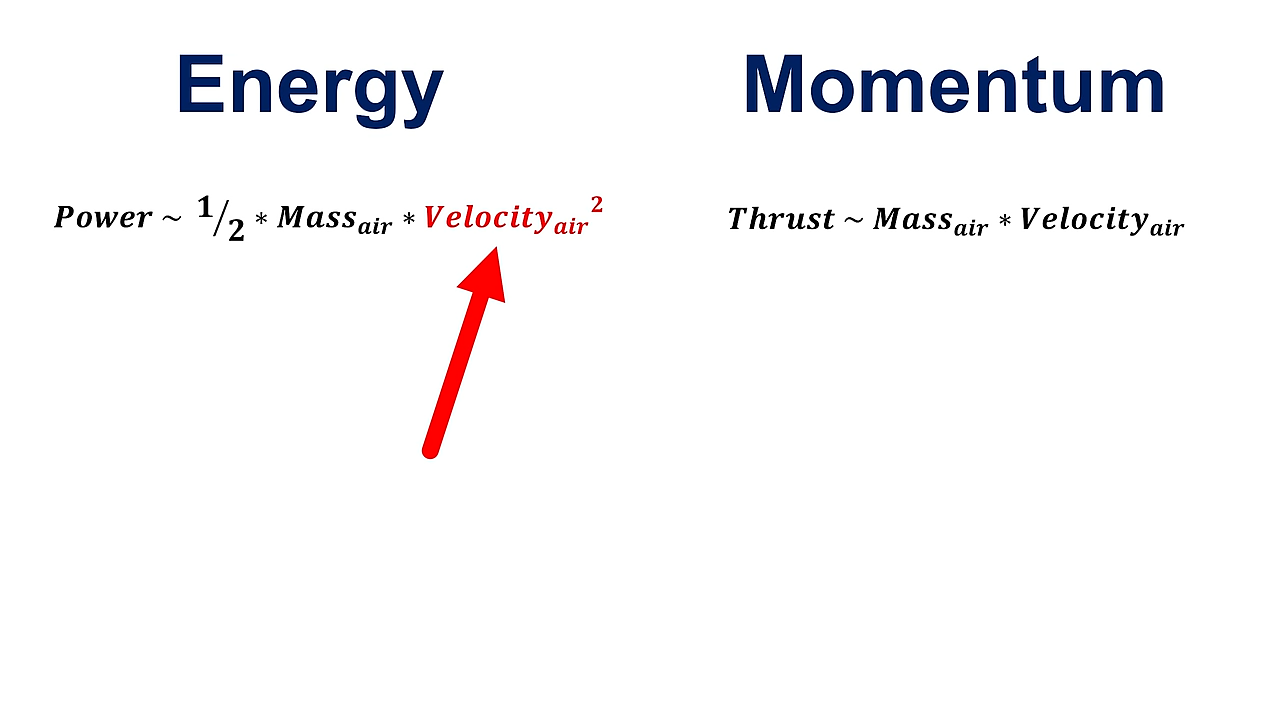 Energy
Momentum
Power ~ 1/2 * Mass_air * Velocity_air^2
Thrust ~ Mass_air * Velocity_air